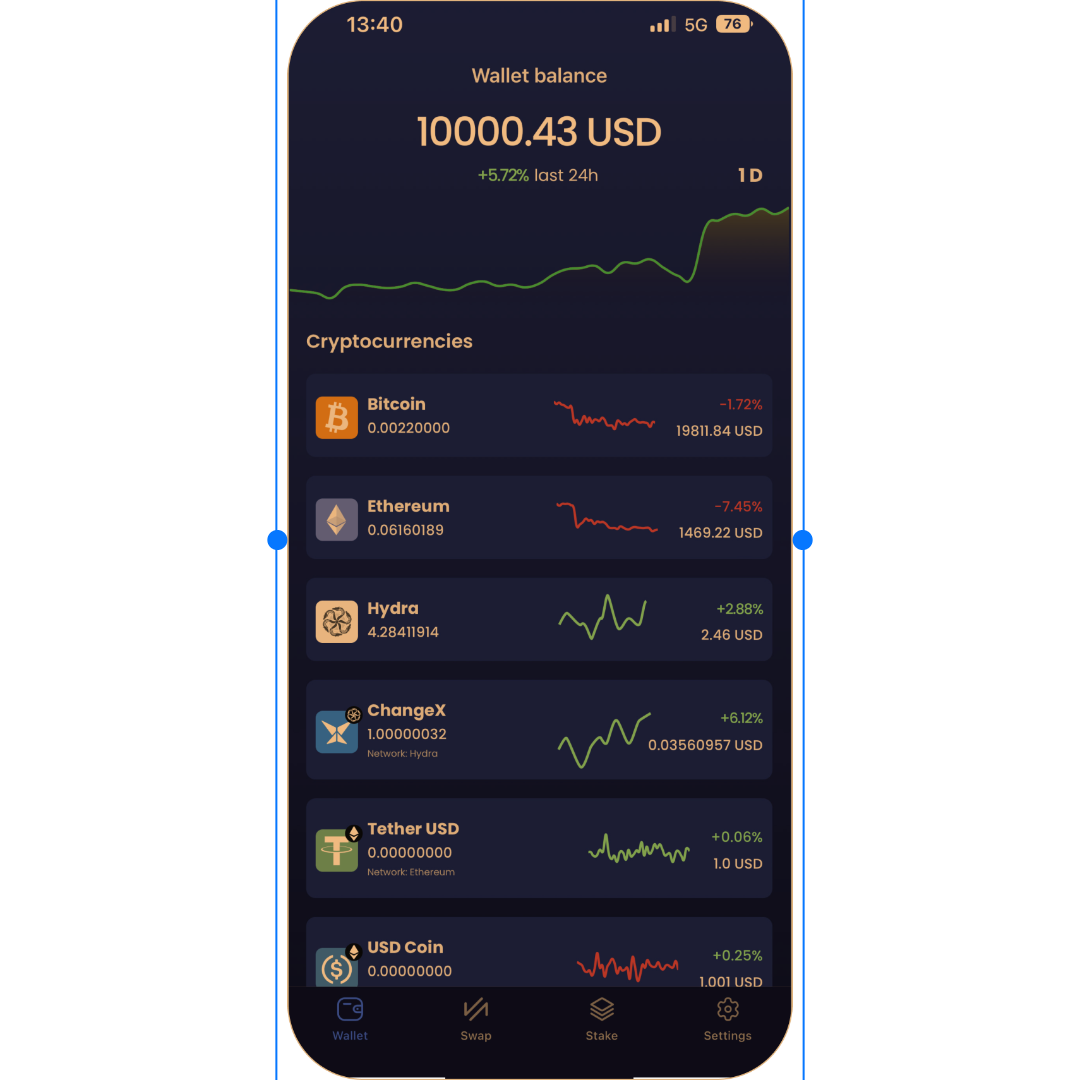 13:40 5G 76
Wallet balance
10000.43 USD
+5.72% last 24h 1 D
Cryptocurrencies
Bitcoin -1.72%
0.00220000 19811.84 USD
Ethereum -7.45%
0.06160189 1469.22 USD
Hydra +2.88%
4.28411914 2.46 USD
ChangeX +6.12%
1.00000032 0.03560957 USD
Network: Hydra
Tether USD +0.06%
0.00000000 1.0 USD
Network: Ethereum
USD Coin +0.25%
0.00000000 1.001 USD
Wallet Swap Stake Settings